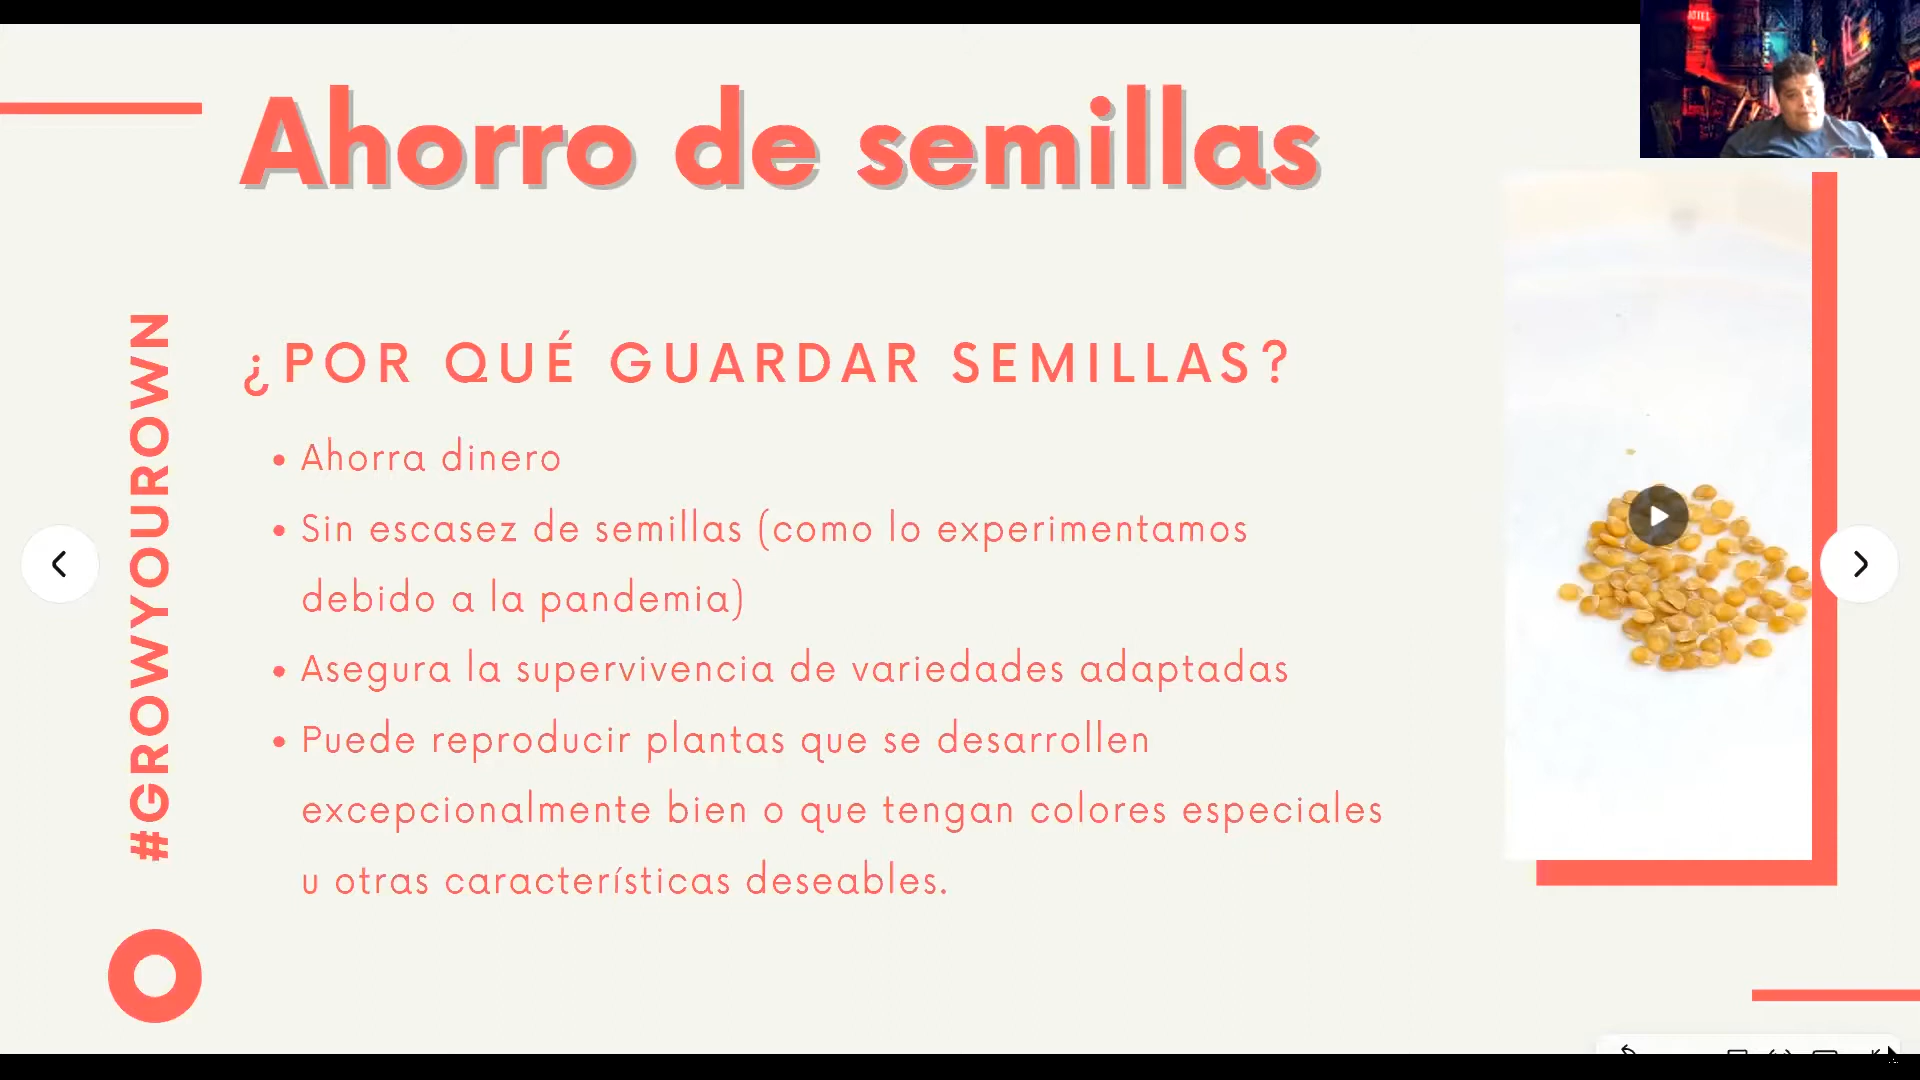 Ahorro de semillas
HOTEL
#GROWYOUROWN
¿POR QUÉ GUARDAR SEMILLAS?
• Ahorra dinero
• Sin escasez de semillas (como lo experimentamos
debido a la pandemia)
• Asegura la supervivencia de variedades adaptadas
• Puede reproducir plantas que se desarrollen
excepcionalmente bien o que tengan colores especiales
u otras características deseables.